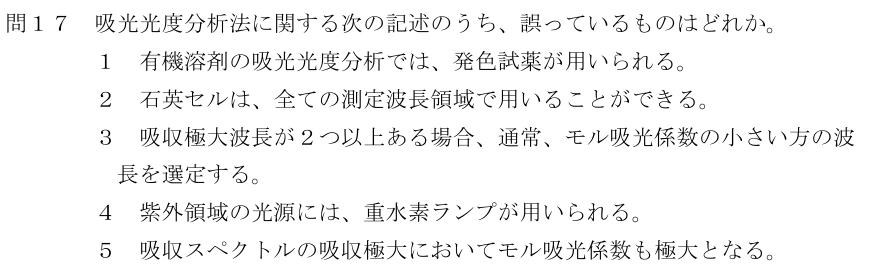 問１７　吸光光度分析法に関する次の記述のうち、誤っているものはどれか。
１　有機溶剤の吸光光度分析では、発色試薬が用いられる。
２　石英セルは、全ての測定波長領域で用いることができる。
３　吸収極大波長が２つ以上ある場合、通常、モル吸光係数の小さい方の波
長を選定する。
４　紫外領域の光源には、重水素ランプが用いられる。
５　吸収スペクトルの吸収極大においてモル吸光係数も極大となる。